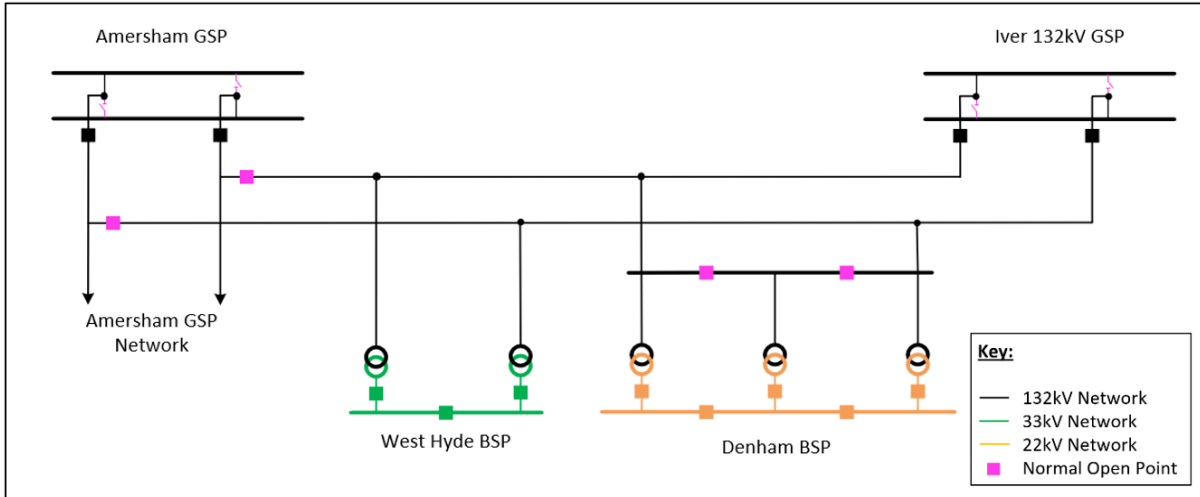 Amersham GSP
Iver 132kV GSP
Amersham GSP
Network
West Hyde BSP
Denham BSP
Key:
132kV Network
33kV Network
22kV Network
Normal Open Point